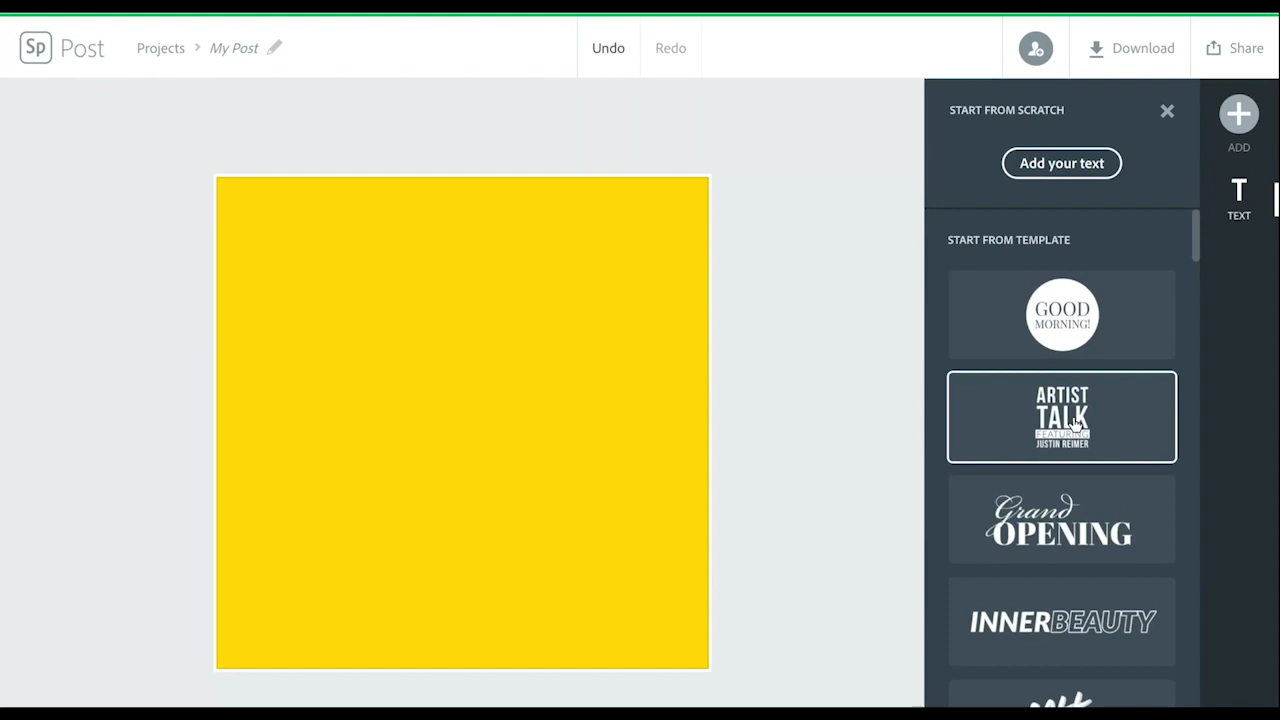 Sp Post
Projects > My Post
Undo
Redo
Download
Share
START FROM SCRATCH
Add your text
ADD
T
TEXT
START FROM TEMPLATE
GOOD
MORNING!
ARTIST
TALK
FEATURING
JUSTIN REIMER
Grand
OPENING
INNERBEAUTY